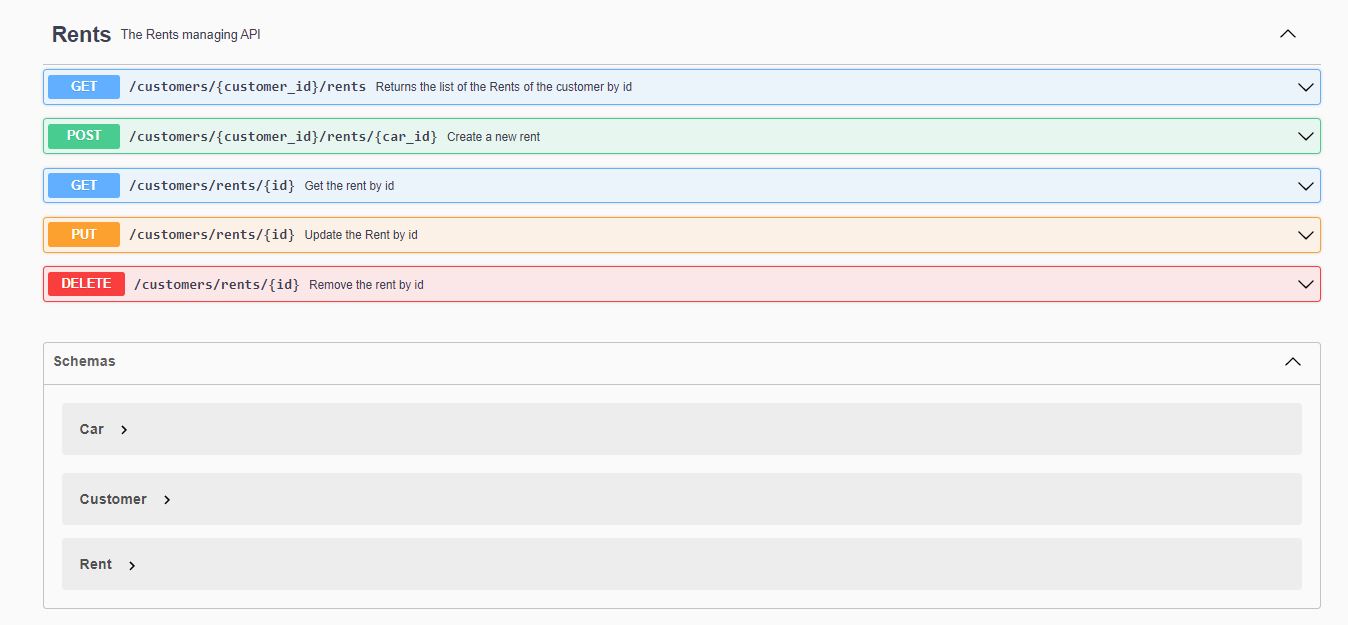 Rents The Rents managing API
GET /customers/{customer_id}/rents Returns the list of the Rents of the customer by id
POST /customers/{customer_id}/rents/{car_id} Create a new rent
GET /customers/rents/{id} Get the rent by id
PUT /customers/rents/{id} Update the Rent by id
DELETE /customers/rents/{id} Remove the rent by id
Schemas
Car
Customer
Rent